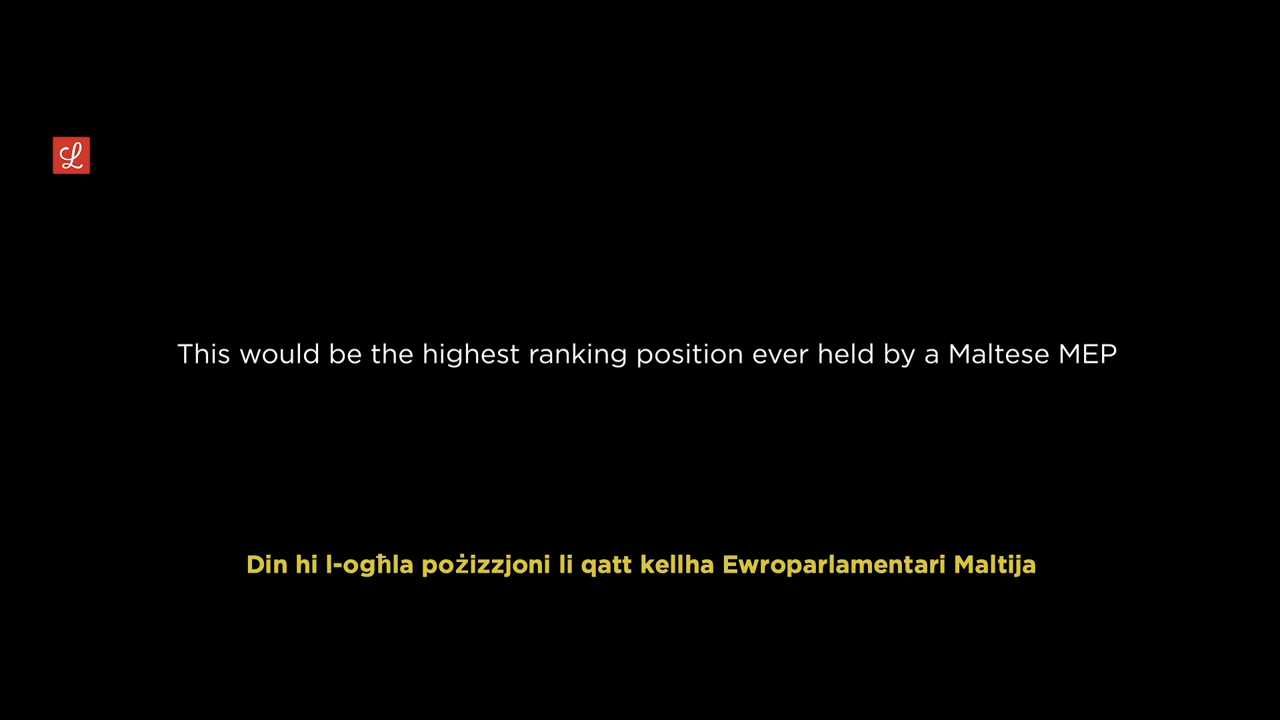 L
This would be the highest ranking position ever held by a Maltese MEP
Din hi l-ogħla pożizzjoni li qatt kellha Ewroparlamentari Maltija